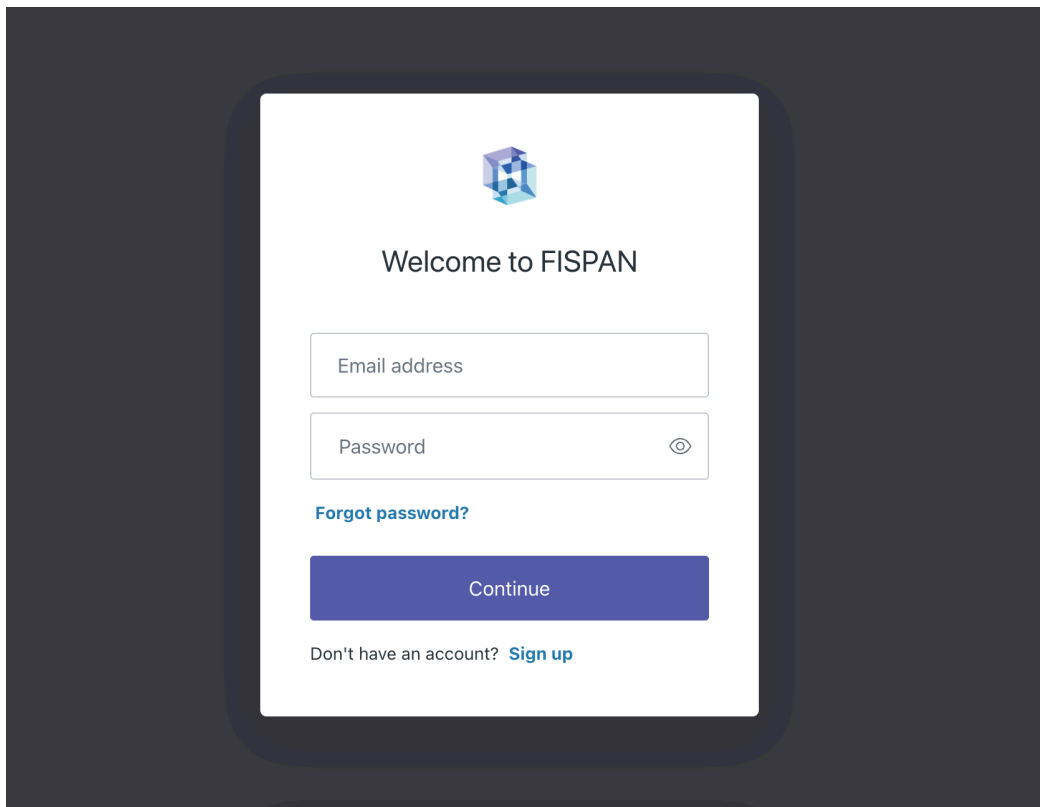 Welcome to FISPAN
Email address
Password
Forgot password?
Continue
Don't have an account? Sign up